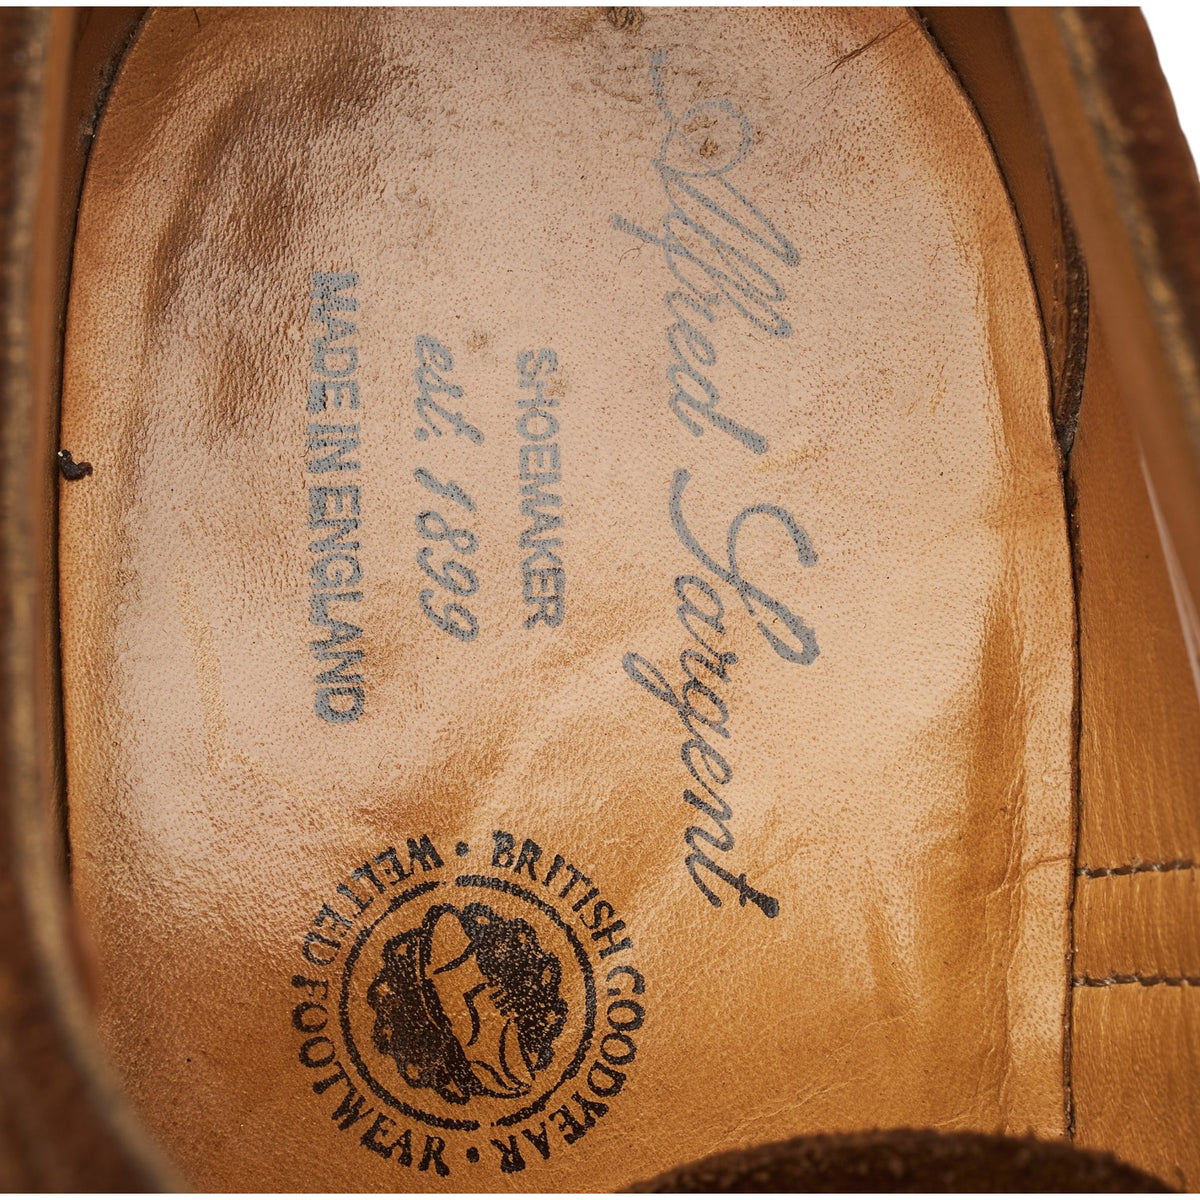 Alfred Sargent
SHOEMAKER
est. 1899
MADE IN ENGLAND
BRITISH GOODYEAR · WELTED FOOTWEAR ·